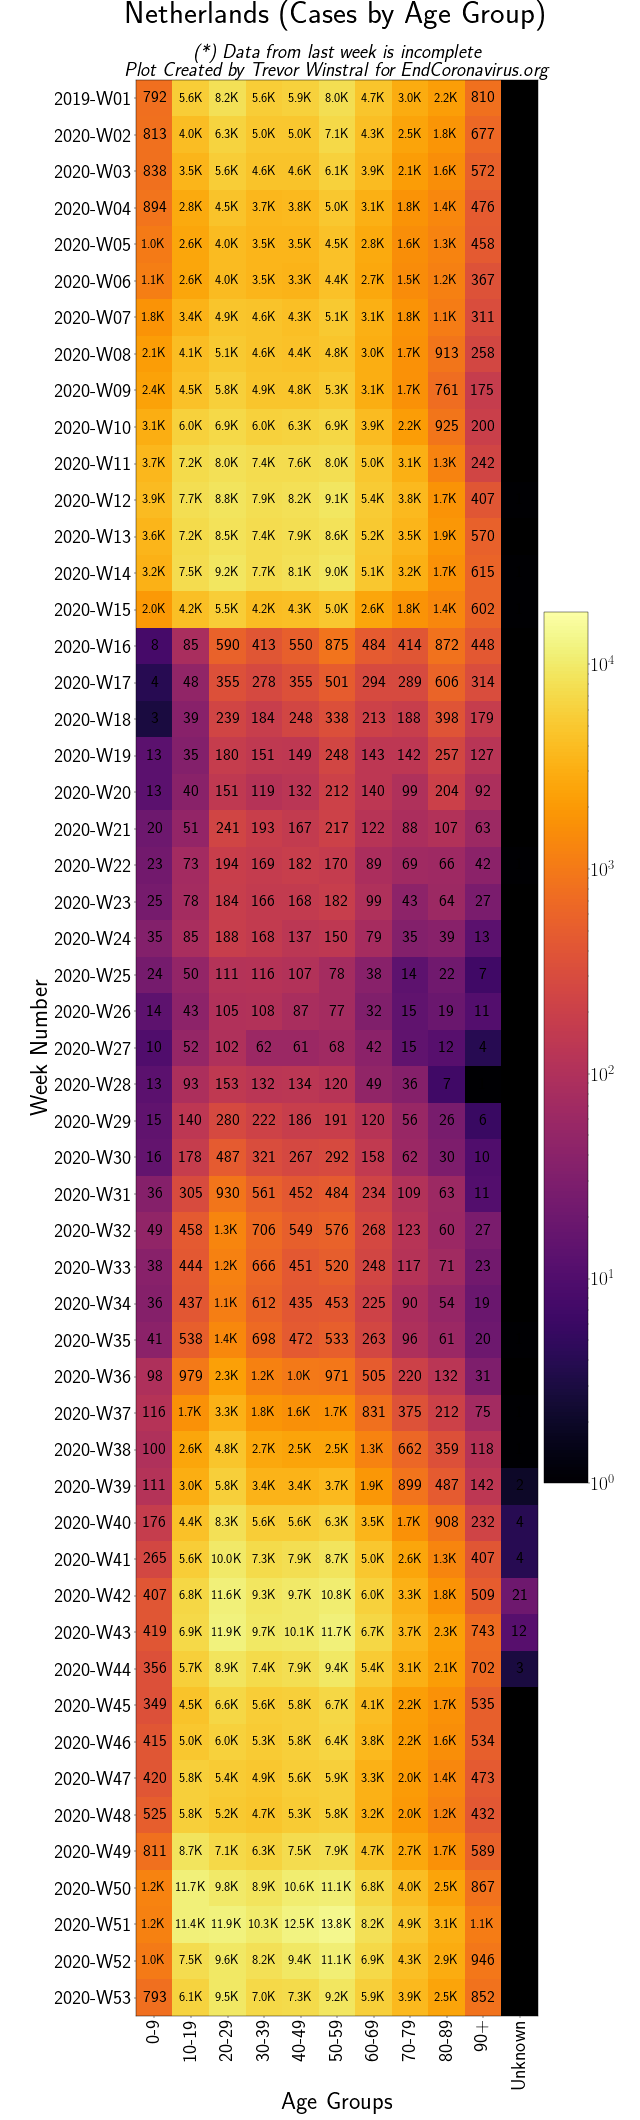 Netherlands (Cases by Age Group)
(*) Data from last week is incomplete
Plot Created by Trevor Winstral for EndCoronavirus.org
2019-W01 792 5.6K 8.2K 5.6K 5.9K 8.0K 4.7K 3.0K 2.2K 810
2020-W02 813 4.0K 6.3K 5.0K 5.0K 7.1K 4.3K 2.5K 1.8K 677
2020-W03 838 3.5K 5.6K 4.6K 4.6K 6.1K 3.9K 2.1K 1.6K 572
2020-W04 894 2.8K 4.5K 3.7K 3.8K 5.0K 3.1K 1.8K 1.4K 476
2020-W05 1.0K 2.6K 4.0K 3.5K 3.5K 4.5K 2.8K 1.6K 1.3K 458
2020-W06 1.1K 2.6K 4.0K 3.5K 3.3K 4.4K 2.7K 1.5K 1.2K 367
2020-W07 1.8K 3.4K 4.9K 4.6K 4.3K 5.1K 3.1K 1.8K 1.1K 311
2020-W08 2.1K 4.1K 5.1K 4.6K 4.4K 4.8K 3.0K 1.7K 913 258
2020-W09 2.4K 4.5K 5.8K 4.9K 4.8K 5.3K 3.1K 1.7K 761 175
2020-W10 3.1K 6.0K 6.9K 6.0K 6.3K 6.9K 3.9K 2.2K 925 200
2020-W11 3.7K 7.2K 8.0K 7.4K 7.6K 8.0K 5.0K 3.1K 1.3K 242
2020-W12 3.9K 7.7K 8.8K 7.9K 8.2K 9.1K 5.4K 3.8K 1.7K 407
2020-W13 3.6K 7.2K 8.5K 7.4K 7.9K 8.6K 5.2K 3.5K 1.9K 570
2020-W14 3.2K 7.5K 9.2K 7.7K 8.1K 9.0K 5.1K 3.2K 1.7K 615
2020-W15 2.0K 4.2K 5.5K 4.2K 4.3K 5.0K 2.6K 1.8K 1.4K 602
2020-W16 8 85 590 413 550 875 484 414 872 448
2020-W17 4 48 355 278 355 501 294 289 606 314
2020-W18 3 39 239 184 248 338 213 188 398 179
2020-W19 13 35 180 151 149 248 143 142 257 127
2020-W20 13 40 151 119 132 212 140 99 204 92
2020-W21 20 51 241 193 167 217 122 88 107 63
2020-W22 23 73 194 169 182 170 89 69 66 42
2020-W23 25 78 184 166 168 182 99 43 64 27
2020-W24 35 85 188 168 137 150 79 35 39 13
2020-W25 24 50 111 116 107 78 38 14 22 7
2020-W26 14 43 105 108 87 77 32 15 19 11
2020-W27 10 52 102 62 61 68 42 15 12 4
2020-W28 13 93 153 132 134 120 49 36 7
2020-W29 15 140 280 222 186 191 120 56 26 6
2020-W30 16 178 487 321 267 292 158 62 30 10
2020-W31 36 305 930 561 452 484 234 109 63 11
2020-W32 49 458 1.3K 706 549 576 268 123 60 27
2020-W33 38 444 1.2K 666 451 520 248 117 71 23
2020-W34 36 437 1.1K 612 435 453 225 90 54 19
2020-W35 41 538 1.4K 698 472 533 263 96 61 20
2020-W36 98 979 2.3K 1.2K 1.0K 971 505 220 132 31
2020-W37 116 1.7K 3.3K 1.8K 1.6K 1.7K 831 375 212 75
2020-W38 100 2.6K 4.8K 2.7K 2.5K 2.5K 1.3K 662 359 118
2020-W39 111 3.0K 5.8K 3.4K 3.4K 3.7K 1.9K 899 487 142 2
2020-W40 176 4.4K 8.3K 5.6K 5.6K 6.3K 3.5K 1.7K 908 232 4
2020-W41 265 5.6K 10.0K 7.3K 7.9K 8.7K 5.0K 2.6K 1.3K 407 4
2020-W42 407 6.8K 11.6K 9.3K 9.7K 10.8K 6.0K 3.3K 1.8K 509 21
2020-W43 419 6.9K 11.9K 9.7K 10.1K 11.7K 6.7K 3.7K 2.3K 743 12
2020-W44 356 5.7K 8.9K 7.4K 7.9K 9.4K 5.4K 3.1K 2.1K 702 3
2020-W45 349 4.5K 6.6K 5.6K 5.8K 6.7K 4.1K 2.2K 1.7K 535
2020-W46 415 5.0K 6.0K 5.3K 5.8K 6.4K 3.8K 2.2K 1.6K 534
2020-W47 420 5.8K 5.4K 4.9K 5.6K 5.9K 3.3K 2.0K 1.4K 473
2020-W48 525 5.8K 5.2K 4.7K 5.3K 5.8K 3.2K 2.0K 1.2K 432
2020-W49 811 8.7K 7.1K 6.3K 7.5K 7.9K 4.7K 2.7K 1.7K 589
2020-W50 1.2K 11.7K 9.8K 8.9K 10.6K 11.1K 6.8K 4.0K 2.5K 867
2020-W51 1.2K 11.4K 11.9K 10.3K 12.5K 13.8K 8.2K 4.9K 3.1K 1.1K
2020-W52 1.0K 7.5K 9.6K 8.2K 9.4K 11.1K 6.9K 4.3K 2.9K 946
2020-W53 793 6.1K 9.5K 7.0K 7.3K 9.2K 5.9K 3.9K 2.5K 852
0-9 10-19 20-29 30-39 40-49 50-59 60-69 70-79 80-89 90+ Unknown
Age Groups
Week Number
10⁴
10³
10²
10¹
10⁰